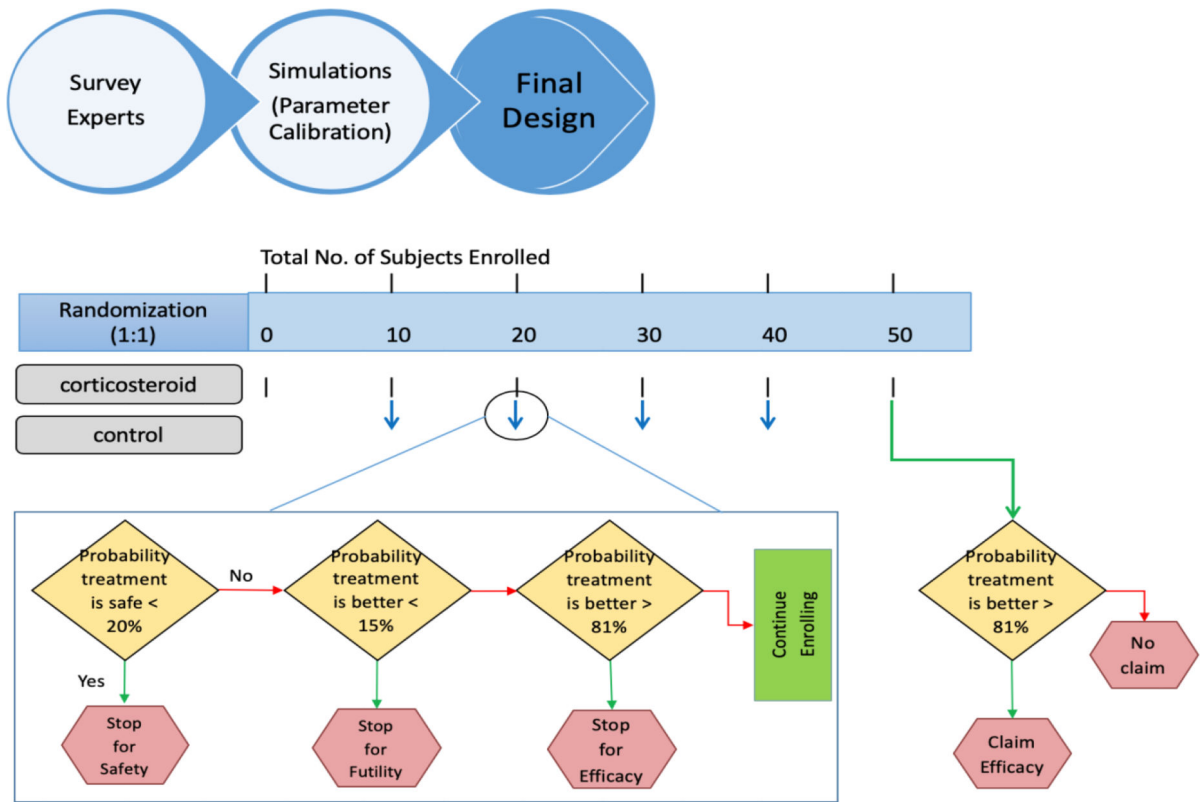 Survey
Experts
Simulations
(Parameter
Calibration)
Final
Design
Total No. of Subjects Enrolled
Randomization
(1:1)
0 10 20 30 40 50
corticosteroid
control
Probability
treatment
is safe <
20%
No
Yes
Stop
for
Safety
Probability
treatment
is better <
15%
Stop
for
Futility
Probability
treatment
is better >
81%
Stop
for
Efficacy
Continue
Enrolling
Probability
treatment
is better >
81%
No
claim
Claim
Efficacy